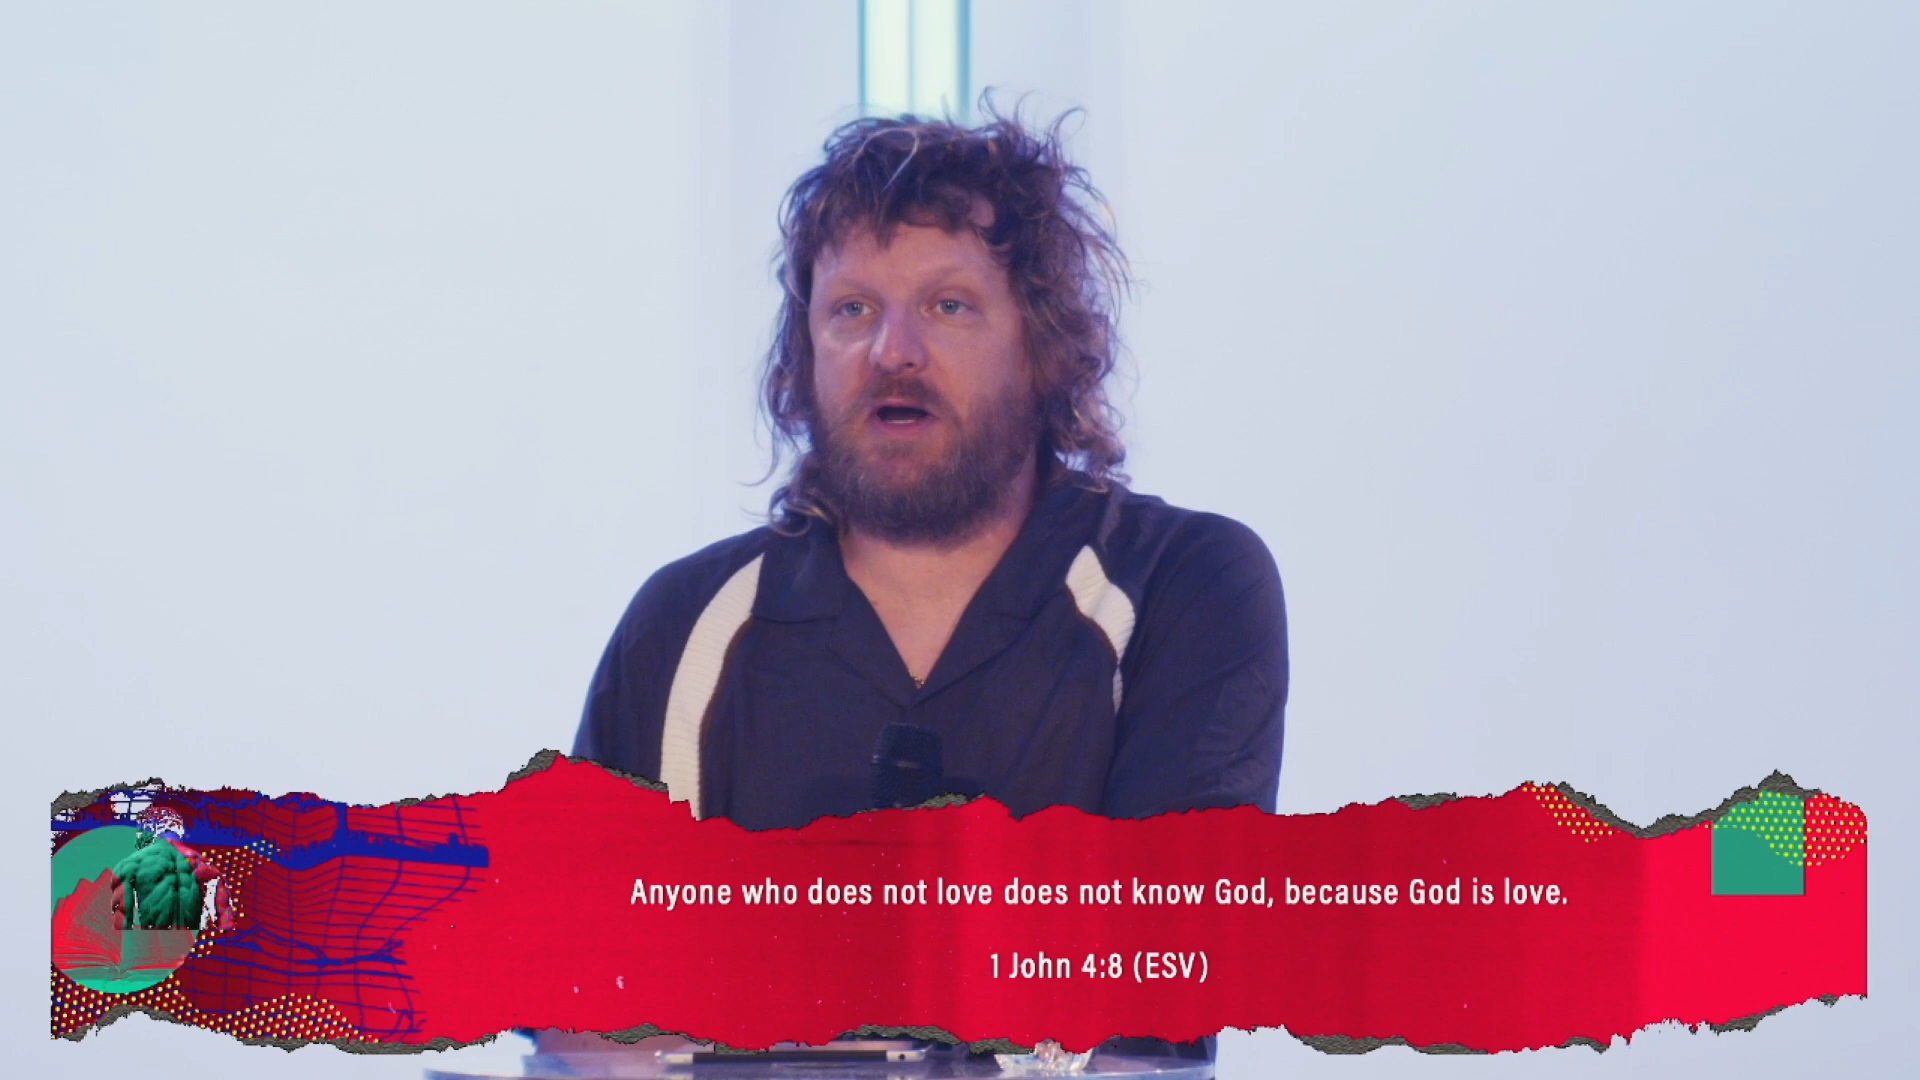 Anyone who does not love does not know God, because God is love.
1 John 4:8 (ESV)